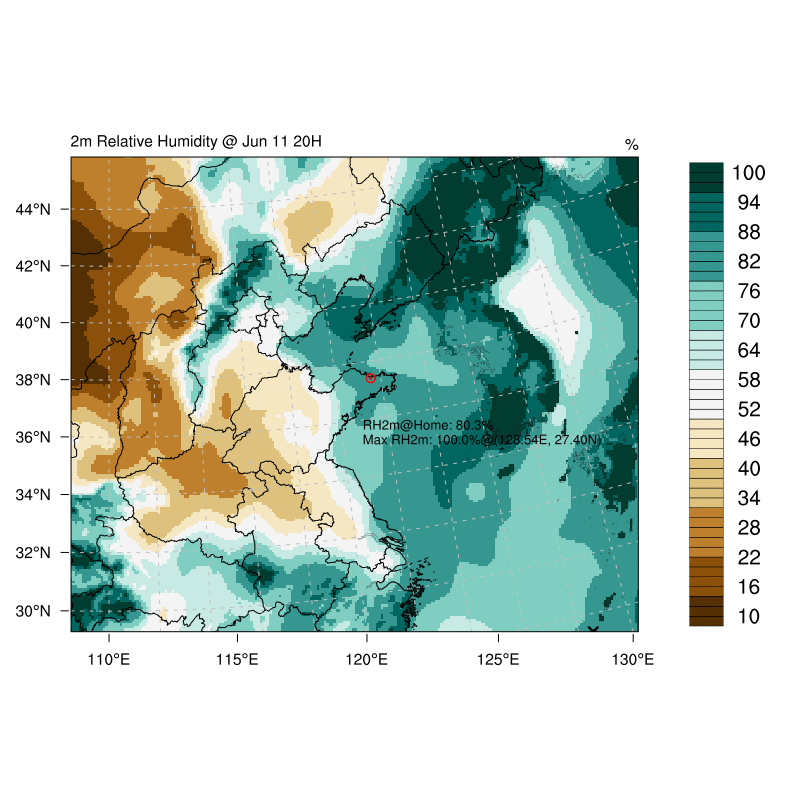 2m Relative Humidity @ Jun 11 20H
%
100
94
88
82
76
70
64
58
52
46
40
34
28
22
16
10
44°N
42°N
40°N
38°N
36°N
34°N
32°N
30°N
RH2m@Home: 80.3%
Max RH2m: 100.0%@(128.54E, 27.40N)
110°E
115°E
120°E
125°E
130°E